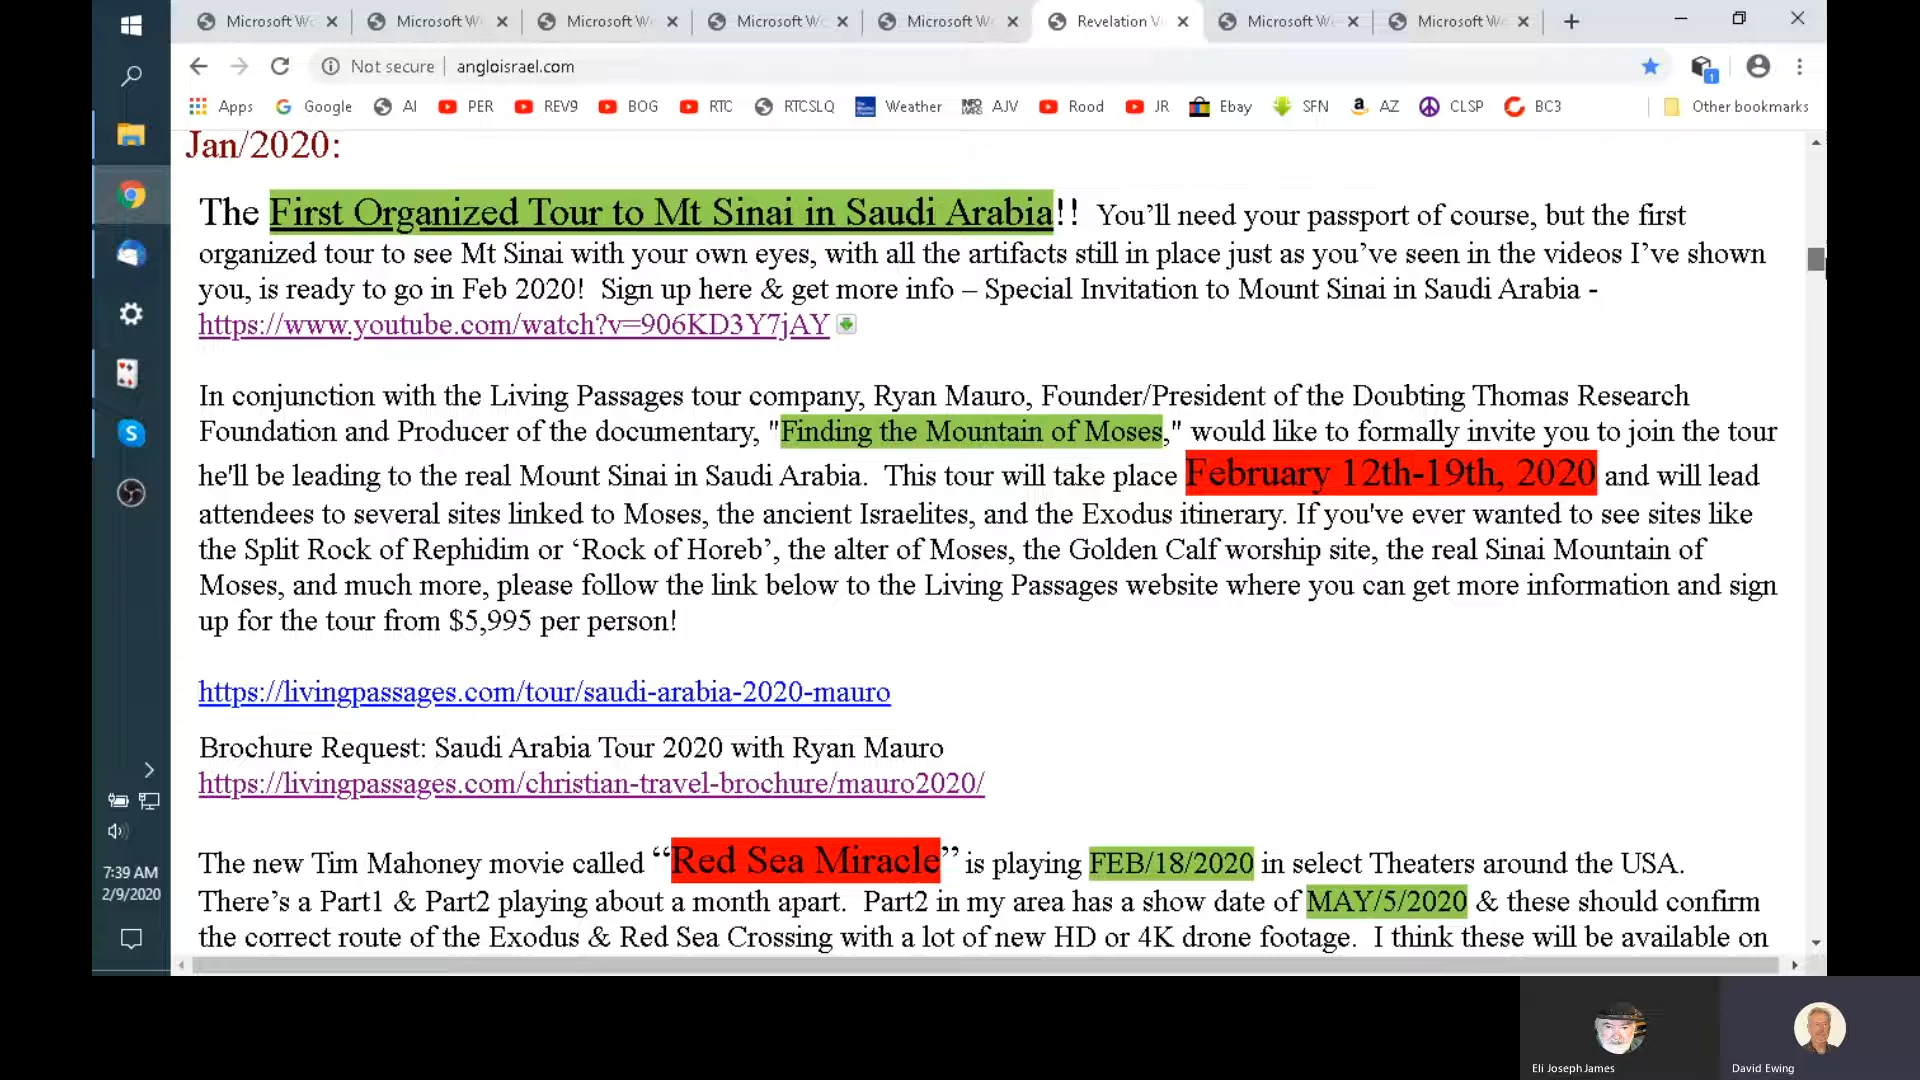 Microsoft W Microsoft W Microsoft W Microsoft W Microsoft W Revelation V Microsoft W Microsoft W
Not secure angloisrael.com
Apps Google AI PER REV9 BOG RTC RTCSLQ Weather AJV Rood JR Ebay SFN AZ CLSP BC3 Other bookmarks
Jan/2020:
The First Organized Tour to Mt Sinai in Saudi Arabia!! You’ll need your passport of course, but the first
organized tour to see Mt Sinai with your own eyes, with all the artifacts still in place just as you’ve seen in the videos I’ve shown
you, is ready to go in Feb 2020! Sign up here & get more info – Special Invitation to Mount Sinai in Saudi Arabia -
https://www.youtube.com/watch?v=906KD3Y7jAY
In conjunction with the Living Passages tour company, Ryan Mauro, Founder/President of the Doubting Thomas Research
Foundation and Producer of the documentary, "Finding the Mountain of Moses," would like to formally invite you to join the tour
he'll be leading to the real Mount Sinai in Saudi Arabia. This tour will take place February 12th-19th, 2020 and will lead
attendees to several sites linked to Moses, the ancient Israelites, and the Exodus itinerary. If you've ever wanted to see sites like
the Split Rock of Rephidim or ‘Rock of Horeb’, the alter of Moses, the Golden Calf worship site, the real Sinai Mountain of
Moses, and much more, please follow the link below to the Living Passages website where you can get more information and sign
up for the tour from $5,995 per person!
https://livingpassages.com/tour/saudi-arabia-2020-mauro
Brochure Request: Saudi Arabia Tour 2020 with Ryan Mauro
https://livingpassages.com/christian-travel-brochure/mauro2020/
The new Tim Mahoney movie called “Red Sea Miracle” is playing FEB/18/2020 in select Theaters around the USA.
There’s a Part1 & Part2 playing about a month apart. Part2 in my area has a show date of MAY/5/2020 & these should confirm
the correct route of the Exodus & Red Sea Crossing with a lot of new HD or 4K drone footage. I think these will be available on
7:39 AM
2/9/2020
Eli Joseph James
David Ewing